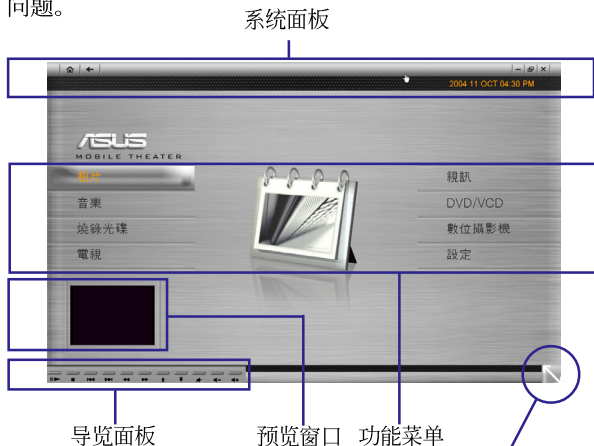 问题。
系统面板
2004 11 OCT 04:30 PM
ASUS
MOBILE THEATER
相片
視訊
音樂
DVD/VCD
燒錄光碟
數位攝影機
電視
設定
导览面板
预览窗口
功能菜单